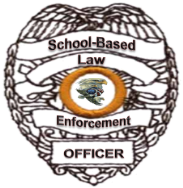 School-Based
Law
Enforcement
OFFICER